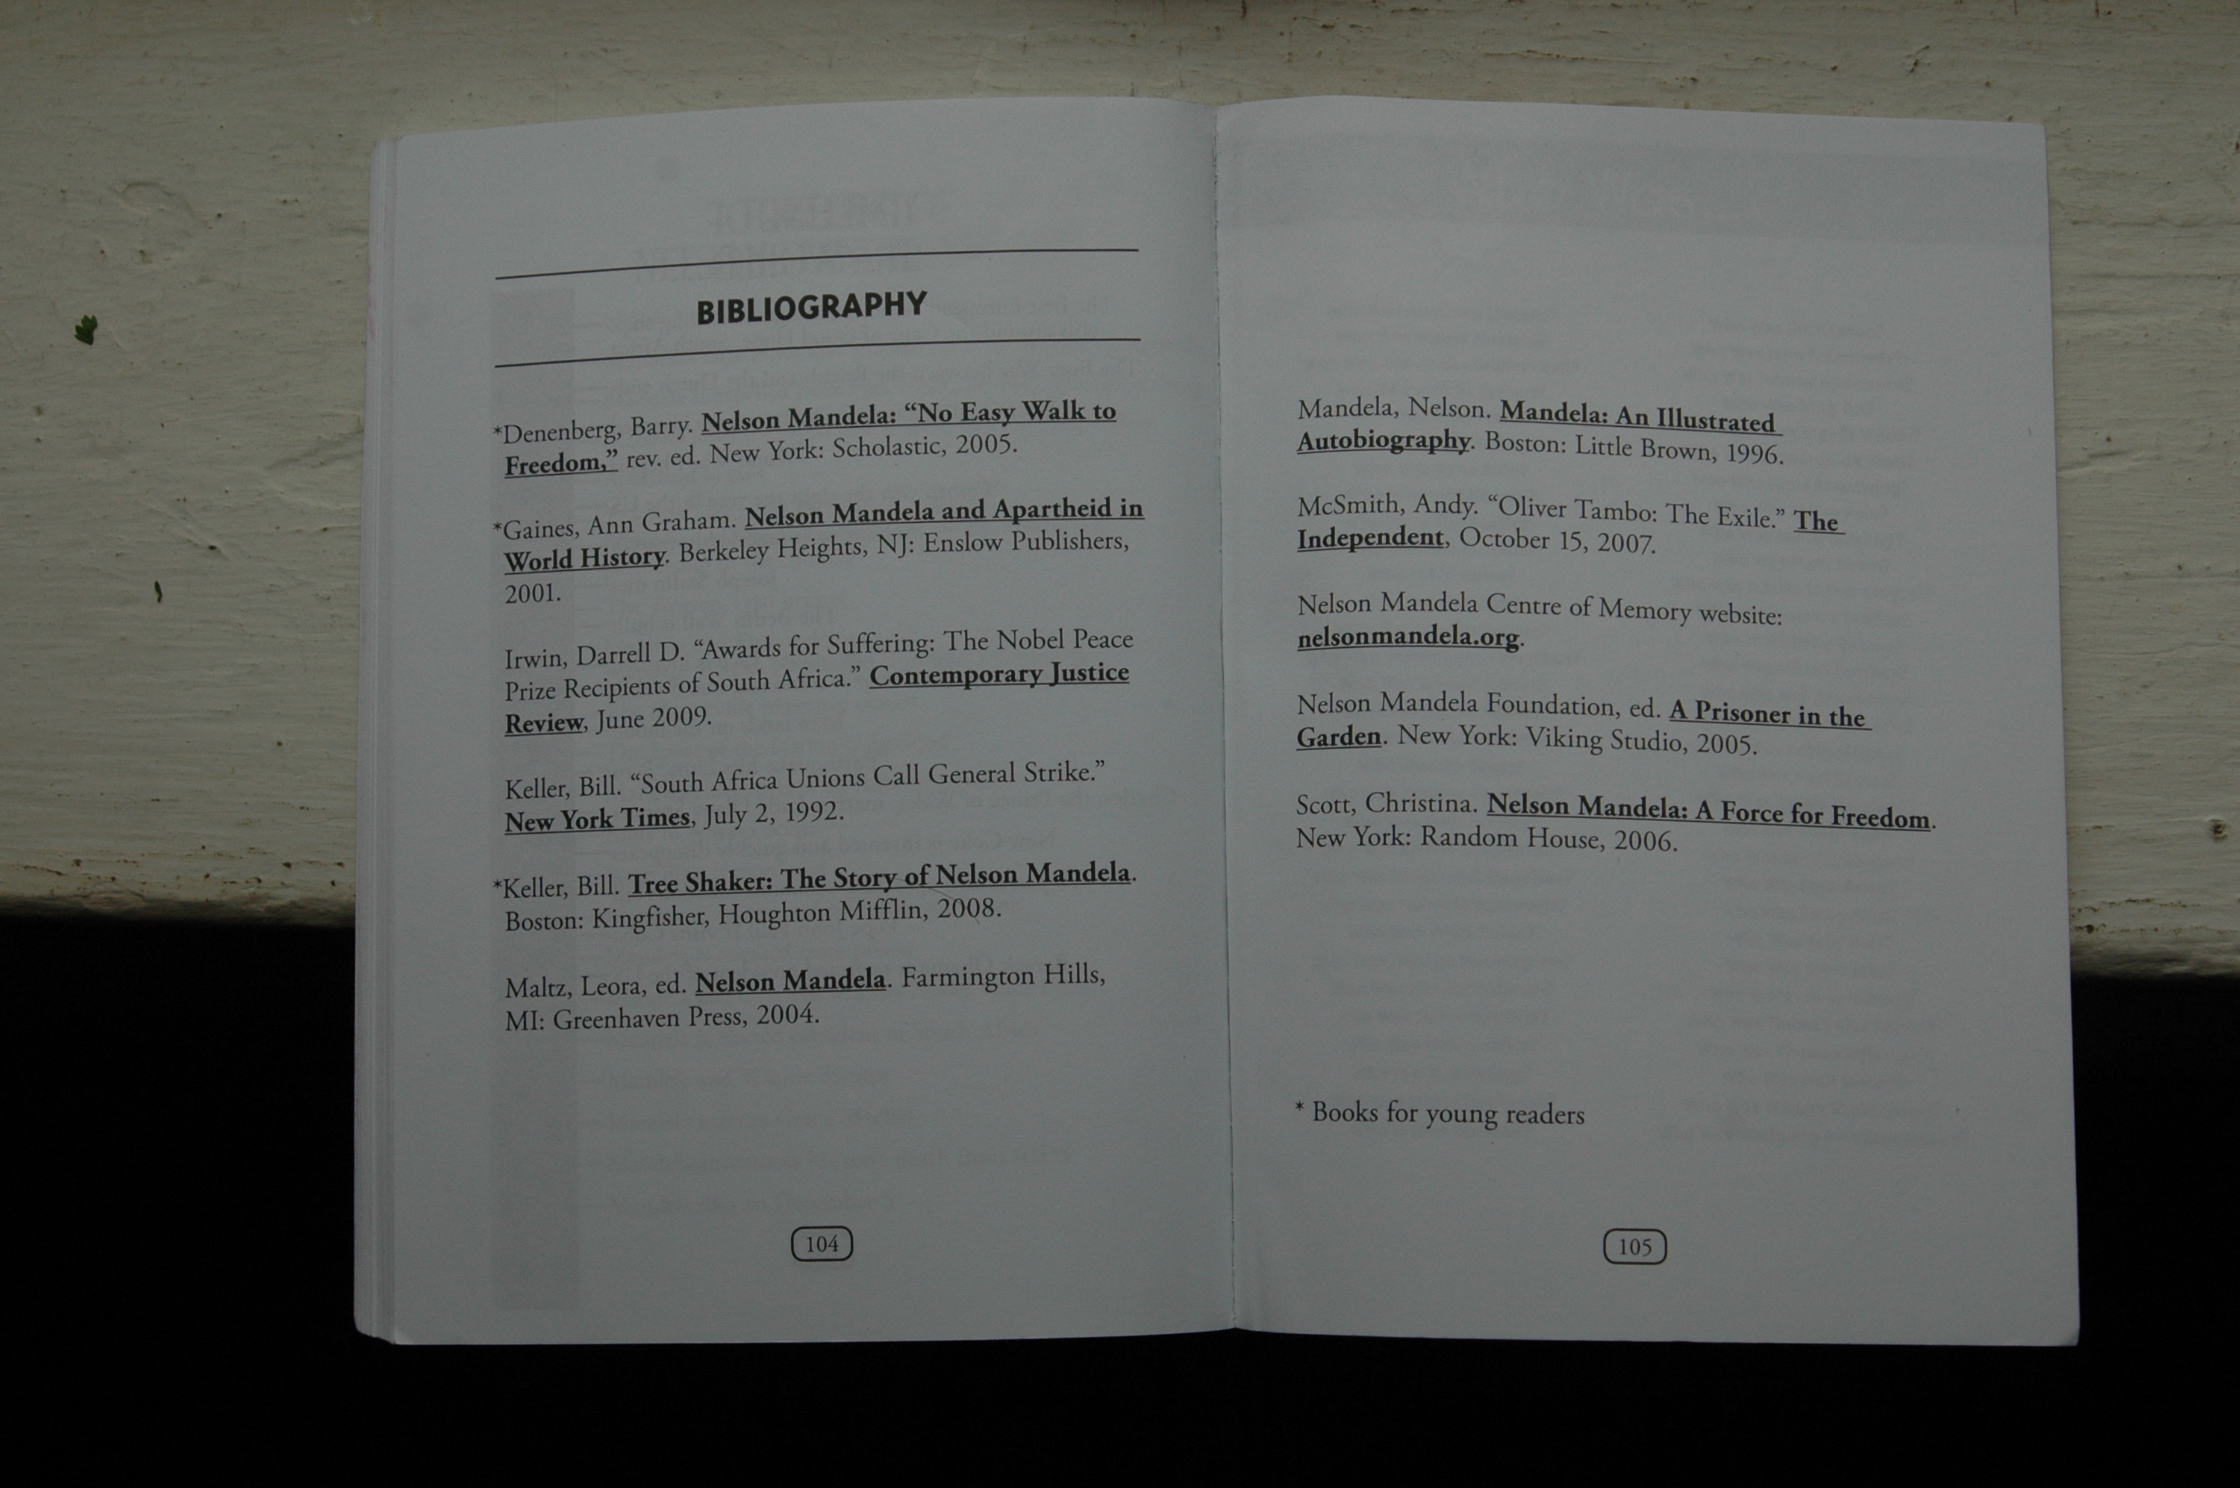 BIBLIOGRAPHY
*Denenberg, Barry. Nelson Mandela: “No Easy Walk to
Freedom,” rev. ed. New York: Scholastic, 2005.
*Gaines, Ann Graham. Nelson Mandela and Apartheid in
World History. Berkeley Heights, NJ: Enslow Publishers,
2001.
Irwin, Darrell D. “Awards for Suffering: The Nobel Peace
Prize Recipients of South Africa.” Contemporary Justice
Review, June 2009.
Keller, Bill. “South Africa Unions Call General Strike.”
New York Times, July 2, 1992.
*Keller, Bill. Tree Shaker: The Story of Nelson Mandela.
Boston: Kingfisher, Houghton Mifflin, 2008.
Maltz, Leora, ed. Nelson Mandela. Farmington Hills,
MI: Greenhaven Press, 2004.
104
Mandela, Nelson. Mandela: An Illustrated
Autobiography. Boston: Little Brown, 1996.
McSmith, Andy. “Oliver Tambo: The Exile.” The
Independent, October 15, 2007.
Nelson Mandela Centre of Memory website:
nelsonmandela.org.
Nelson Mandela Foundation, ed. A Prisoner in the
Garden. New York: Viking Studio, 2005.
Scott, Christina. Nelson Mandela: A Force for Freedom.
New York: Random House, 2006.
* Books for young readers
105